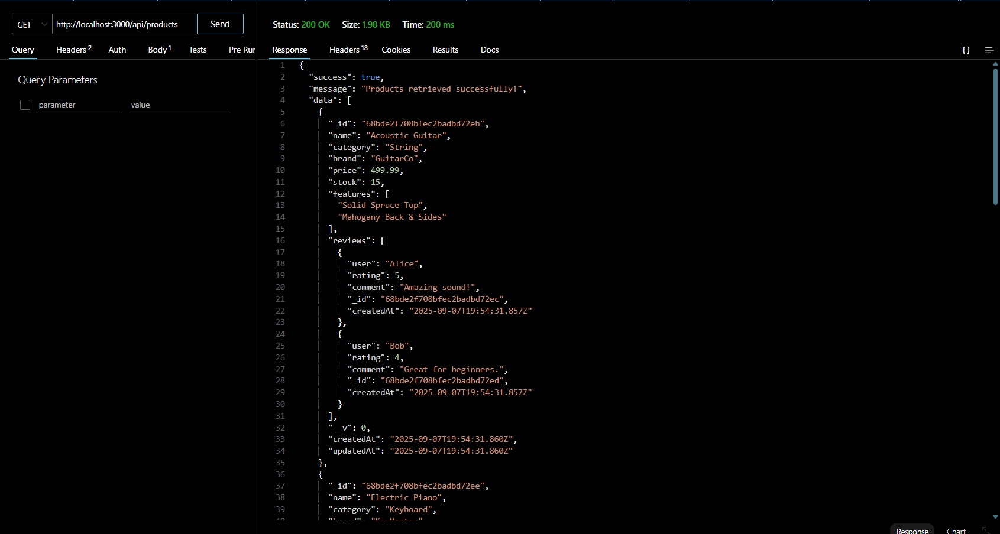 GET http://localhost:3000/api/products Send
Query Headers 2 Auth Body 1 Tests Pre Rur
Query Parameters
parameter value
Status: 200 OK Size: 1.98 KB Time: 200 ms
Response Headers 18 Cookies Results Docs { }
1 {
2 "success": true,
3 "message": "Products retrieved successfully!",
4 "data": [
5 {
6 "_id": "68bde2f708bfec2badbd72eb",
7 "name": "Acoustic Guitar",
8 "category": "String",
9 "brand": "GuitarCo",
10 "price": 499.99,
11 "stock": 15,
12 "features": [
13 "Solid Spruce Top",
14 "Mahogany Back & Sides"
15 ],
16 "reviews": [
17 {
18 "user": "Alice",
19 "rating": 5,
20 "comment": "Amazing sound!",
21 "_id": "68bde2f708bfec2badbd72ec",
22 "createdAt": "2025-09-07T19:54:31.857Z"
23 },
24 {
25 "user": "Bob",
26 "rating": 4,
27 "comment": "Great for beginners.",
28 "_id": "68bde2f708bfec2badbd72ed",
29 "createdAt": "2025-09-07T19:54:31.857Z"
30 }
31 ],
32 "__v": 0,
33 "createdAt": "2025-09-07T19:54:31.860Z",
34 "updatedAt": "2025-09-07T19:54:31.860Z"
35 },
36 {
37 "_id": "68bde2f708bfec2badbd72ee",
38 "name": "Electric Piano",
39 "category": "Keyboard",
40 "brand": "KeyMaster"
Response Chart